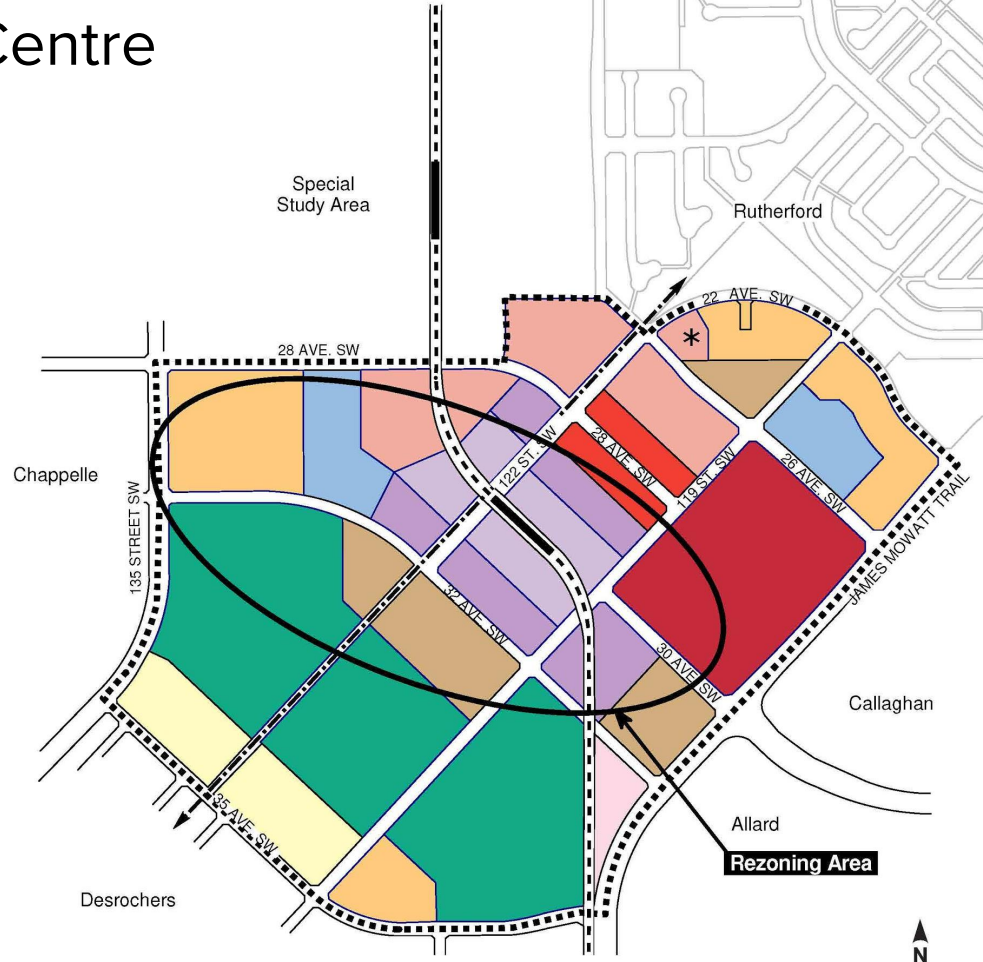 Centre
Special
Study Area
Rutherford
22 AVE. SW
*
28 AVE. SW
Chappelle
122 ST. SW
28 AVE. SW
119 ST. SW
26 AVE. SW
135 STREET SW
JAMES MOWATT TRAIL
32 AVE. SW
30 AVE. SW
Callaghan
35 AVE. SW
Allard
Rezoning Area
Desrochers
N